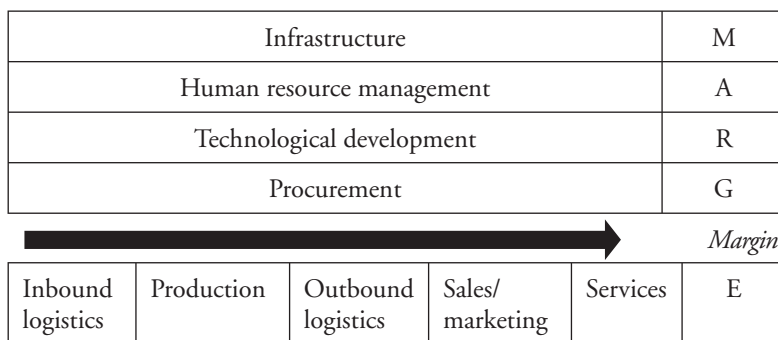 Infrastructure M
Human resource management A
Technological development R
Procurement G
Margin
Inbound logistics Production Outbound logistics Sales/ marketing Services E